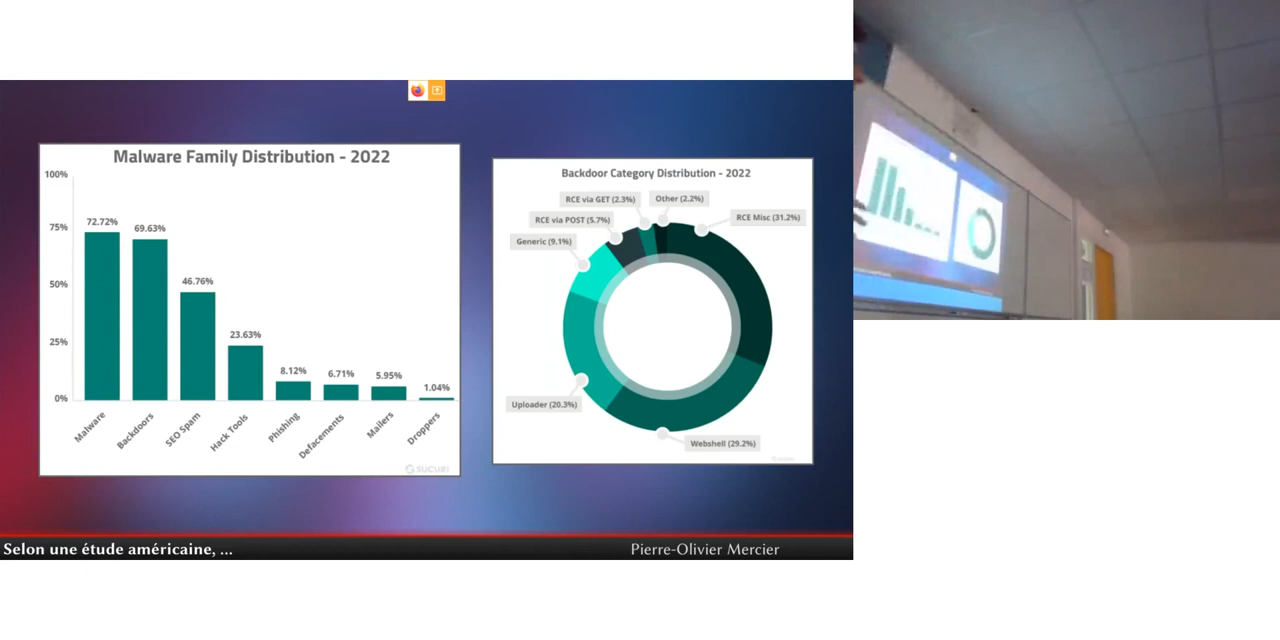 Malware Family Distribution - 2022
100%
75%
50%
25%
0%
72.72%
69.63%
46.76%
23.63%
8.12%
6.71%
5.95%
1.04%
Malware
Backdoors
SEO Spam
Hack Tools
Phishing
Defacements
Mailers
Droppers
SUCURI
Backdoor Category Distribution - 2022
RCE via GET (2.3%)
Other (2.2%)
RCE via POST (5.7%)
RCE Misc (31.2%)
Generic (9.1%)
Uploader (20.3%)
Webshell (29.2%)
Selon une étude américaine, ...
Pierre-Olivier Mercier